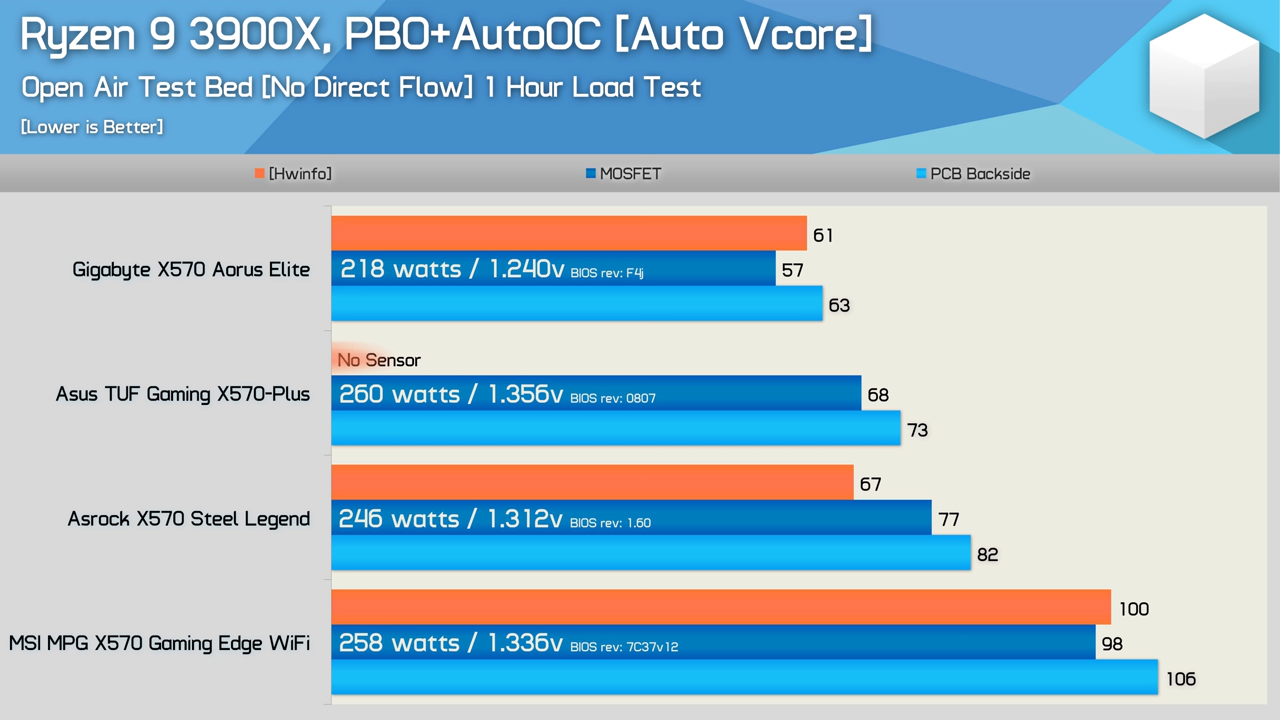 Ryzen 9 3900X, PBO+AutoOC [Auto Vcore]
Open Air Test Bed [No Direct Flow] 1 Hour Load Test
[Lower is Better]
[Hwinfo] MOSFET PCB Backside
61
Gigabyte X570 Aorus Elite 218 watts / 1.240v BIOS rev: F4j 57
63
No Sensor
Asus TUF Gaming X570-Plus 260 watts / 1.356v BIOS rev: 0807 68
73
67
Asrock X570 Steel Legend 246 watts / 1.312v BIOS rev: 1.60 77
82
100
MSI MPG X570 Gaming Edge WiFi 258 watts / 1.336v BIOS rev: 7C37v12 98
106